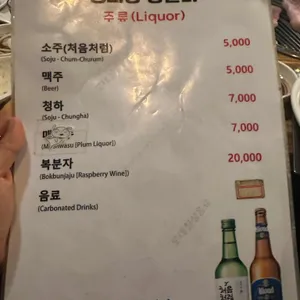 주 류 (Liquor)
소주(처음처럼) 5,000
(Soju - Chum-Churum)
맥주 5,000
(Beer)
청하 7,000
(Soju - Chungha)
7,000
(Plum Liquor])
복분자 20,000
(Bokbunjaju [Raspberry Wine])
음료
(Carbonated Drinks)
처음